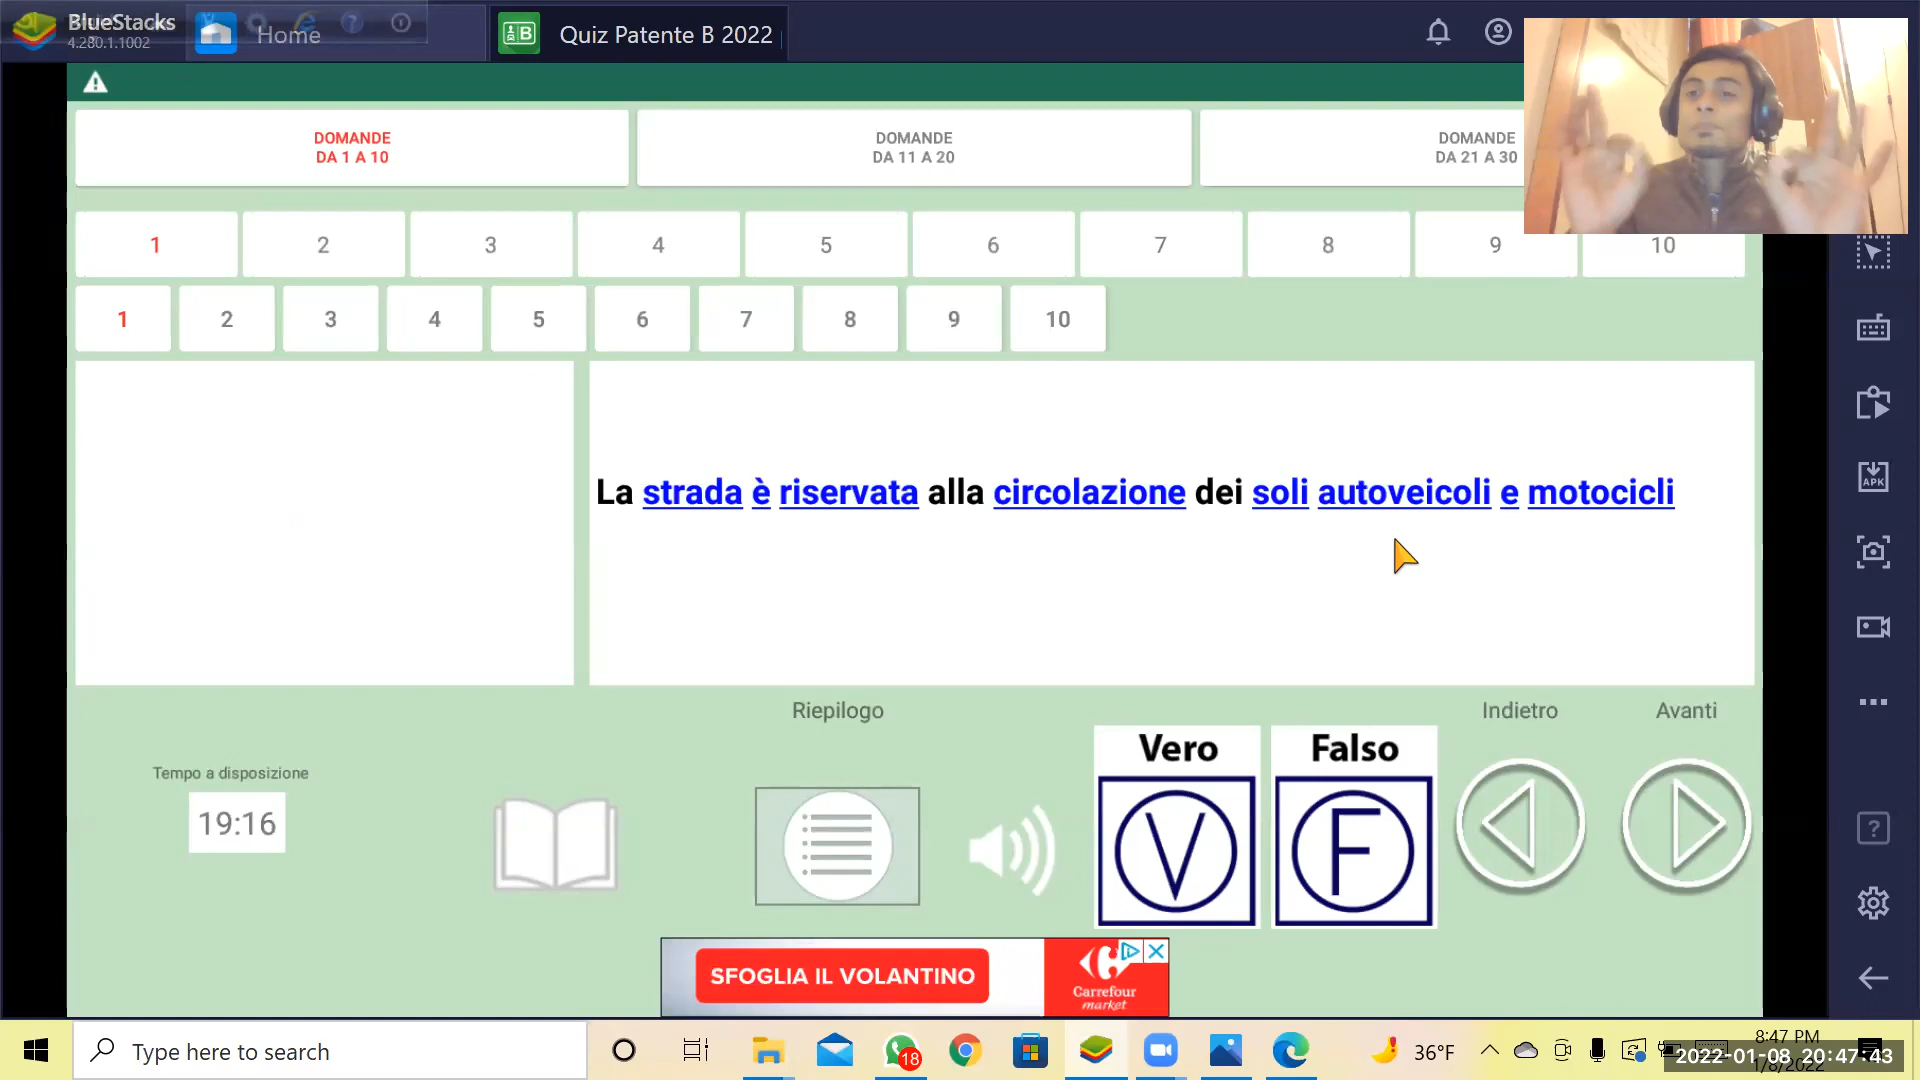 BlueStacks
4.280.1.1002
Home
Quiz Patente B 2022
DOMANDE
DA 1 A 10
DOMANDE
DA 11 A 20
DOMANDE
DA 21 A 30
1 2 3 4 5 6 7 8 9 10
1 2 3 4 5 6 7 8 9 10
La strada è riservata alla circolazione dei soli autoveicoli e motocicli
Riepilogo
Indietro
Avanti
Vero
Falso
V
F
Tempo a disposizione
19:16
SFOGLIA IL VOLANTINO
Carrefour
market
APK
Type here to search
18
36°F
8:47 PM
1/8/2022
2022-01-08 20:47:43